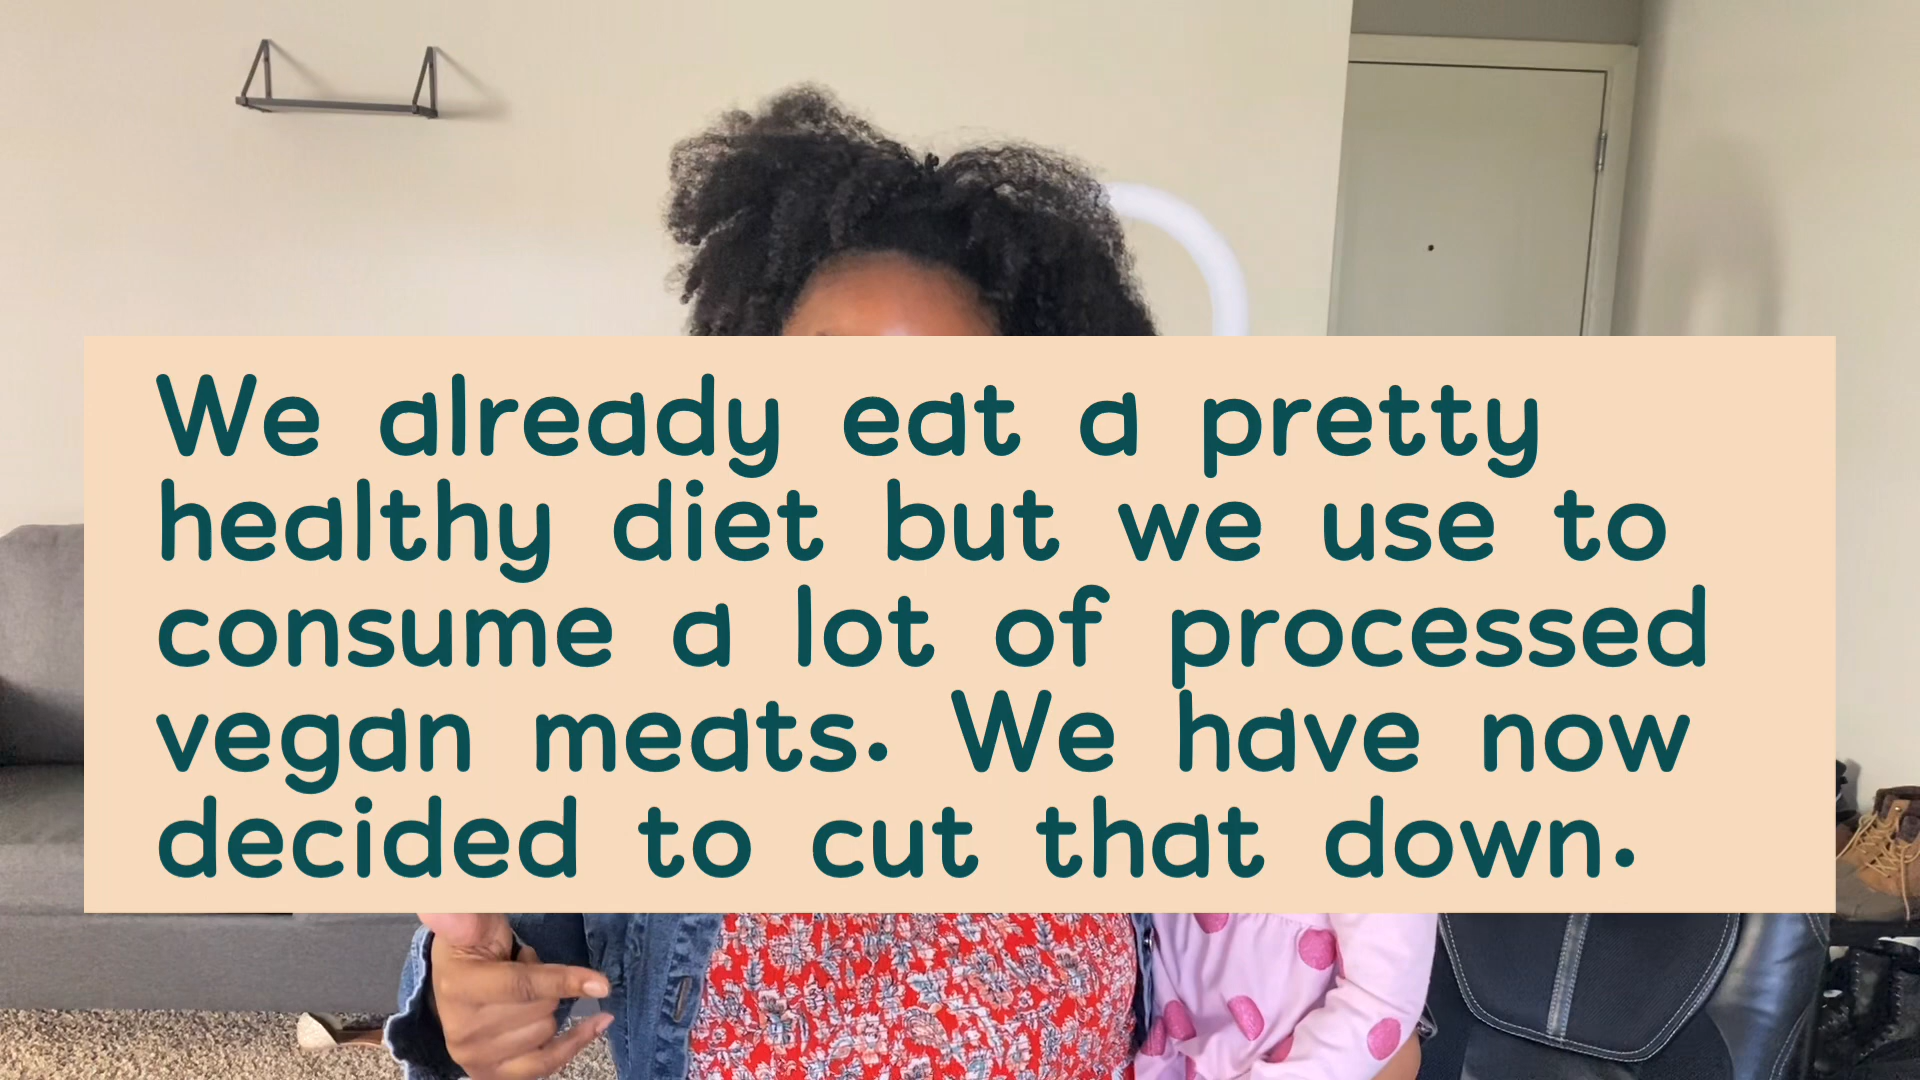 We already eat a pretty
healthy diet but we use to
consume a lot of processed
vegan meats. We have now
decided to cut that down.